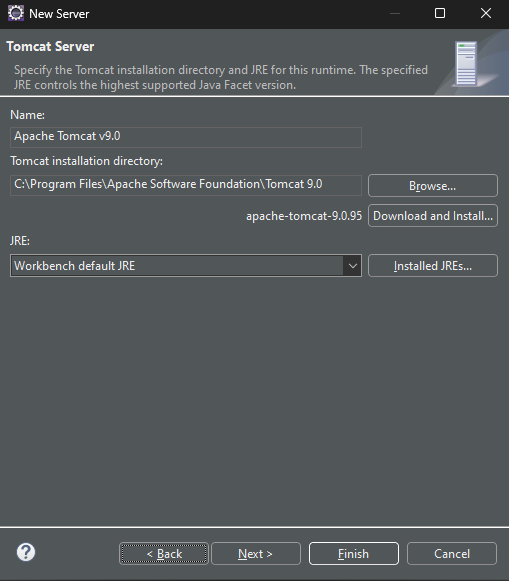 New Server
Tomcat Server
Specify the Tomcat installation directory and JRE for this runtime. The specified
JRE controls the highest supported Java Facet version.
Name:
Apache Tomcat v9.0
Tomcat installation directory:
C:\Program Files\Apache Software Foundation\Tomcat 9.0
Browse...
apache-tomcat-9.0.95
Download and Install...
JRE:
Workbench default JRE
Installed JREs...
?
< Back
Next >
Finish
Cancel